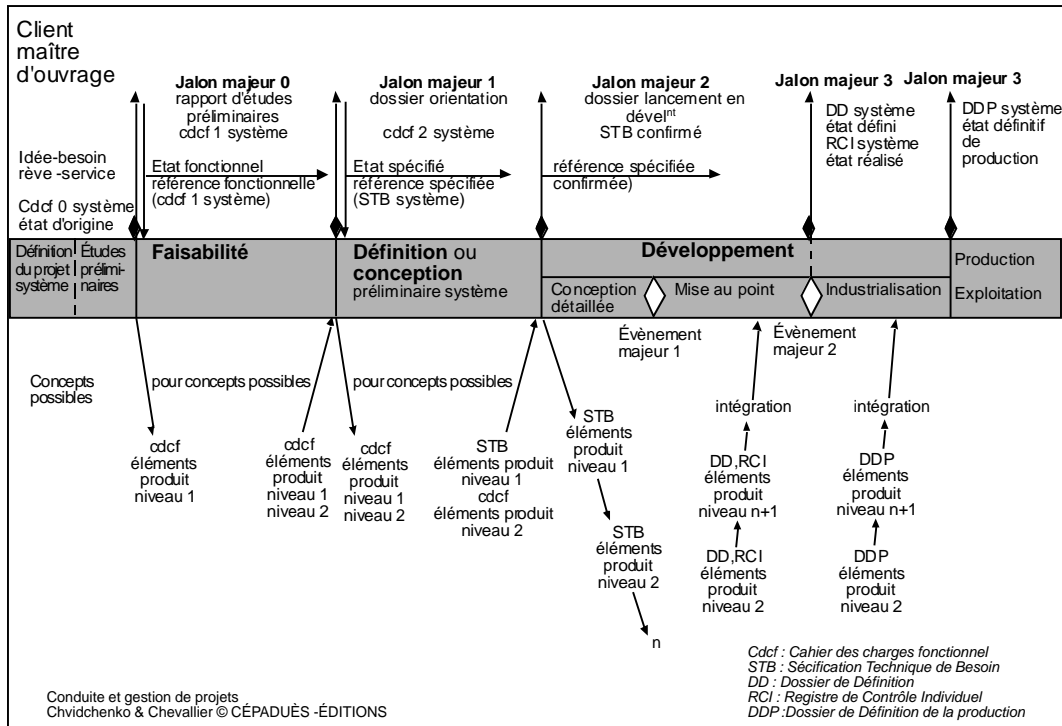 Client
maître
d'ouvrage
Jalon majeur 0
rapport d'études
préliminaires
cdcf 1 système
Jalon majeur 1
dossier orientation
cdcf 2 système
Jalon majeur 2
dossier lancement en
dévelnt
STB confirmé
Jalon majeur 3
DD système
état défini
RCI système
état réalisé
Jalon majeur 3
DDP système
état définitif
de
production
Idée-besoin
rêve -service
Cdcf 0 système
état d'origine
Etat fonctionnel
référence fonctionnelle
(cdcf 1 système)
Etat spécifié
référence spécifiée
(STB système)
référence spécifiée
confirmée)
Définition
du projet
système
Études
prélimi-
naires
Faisabilité
Définition ou
conception
préliminaire système
Développement
Conception
détaillée
Mise au point
Industrialisation
Production
Exploitation
Évènement
majeur 1
Évènement
majeur 2
Concepts
possibles
pour concepts possibles
pour concepts possibles
cdcf
éléments
produit
niveau 1
cdcf
éléments
produit
niveau 1
niveau 2
cdcf
éléments
produit
niveau 1
niveau 2
STB
éléments produit
niveau 1
cdcf
éléments produit
niveau 2
STB
éléments
produit
niveau 1
STB
éléments
produit
niveau 2
n
intégration
DD,RCI
éléments
produit
niveau n+1
DD,RCI
éléments
produit
niveau 2
intégration
DDP
éléments
produit
niveau n+1
DDP
éléments
produit
niveau 2
Cdcf : Cahier des charges fonctionnel
STB : Sécification Technique de Besoin
DD : Dossier de Définition
RCI : Registre de Contrôle Individuel
DDP :Dossier de Définition de la production
Conduite et gestion de projets
Chvidchenko & Chevallier © CÉPADUÈS -ÉDITIONS